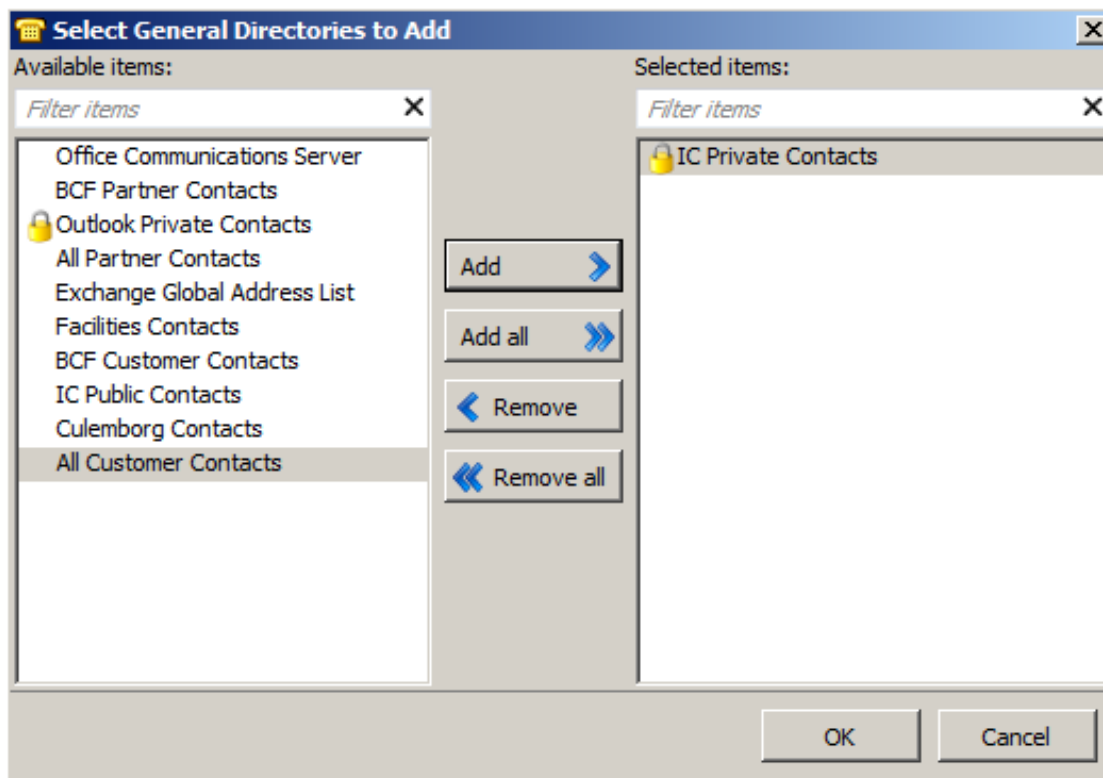 Select General Directories to Add
Available items:
Filter items
Office Communications Server
BCF Partner Contacts
Outlook Private Contacts
All Partner Contacts
Exchange Global Address List
Facilities Contacts
BCF Customer Contacts
IC Public Contacts
Culemborg Contacts
All Customer Contacts
Add
Add all
Remove
Remove all
Selected items:
Filter items
IC Private Contacts
OK
Cancel